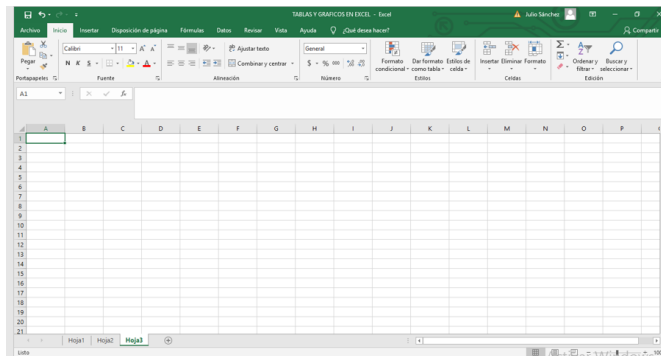 TABLAS Y GRAFICOS EN EXCEL - Excel
Julio Sánchez
Archivo Inicio Insertar Disposición de página Fórmulas Datos Revisar Vista Ayuda ¿Qué desea hacer? Compartir
Pegar
Calibri 11 A A
N K S A
Ajustar texto
Combinar y centrar
General
$ % 000
Formato condicional
Dar formato como tabla
Estilos de celda
Insertar Eliminar Formato
Ordenar y filtrar
Buscar y seleccionar
Portapapeles Fuente Alineación Número Estilos Celdas Edición
A1 fx
A B C D E F G H I J K L M N O P
1
2
3
4
5
6
7
8
9
10
11
12
13
14
15
16
17
18
19
20
21
Hoja1 Hoja2 Hoja3
Listo